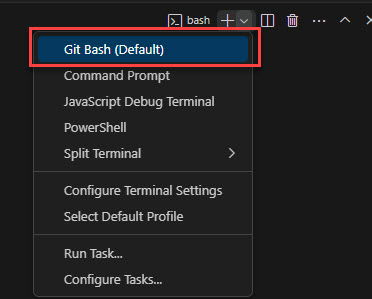 bash
Git Bash (Default)
Command Prompt
JavaScript Debug Terminal
PowerShell
Split Terminal
Configure Terminal Settings
Select Default Profile
Run Task...
Configure Tasks...